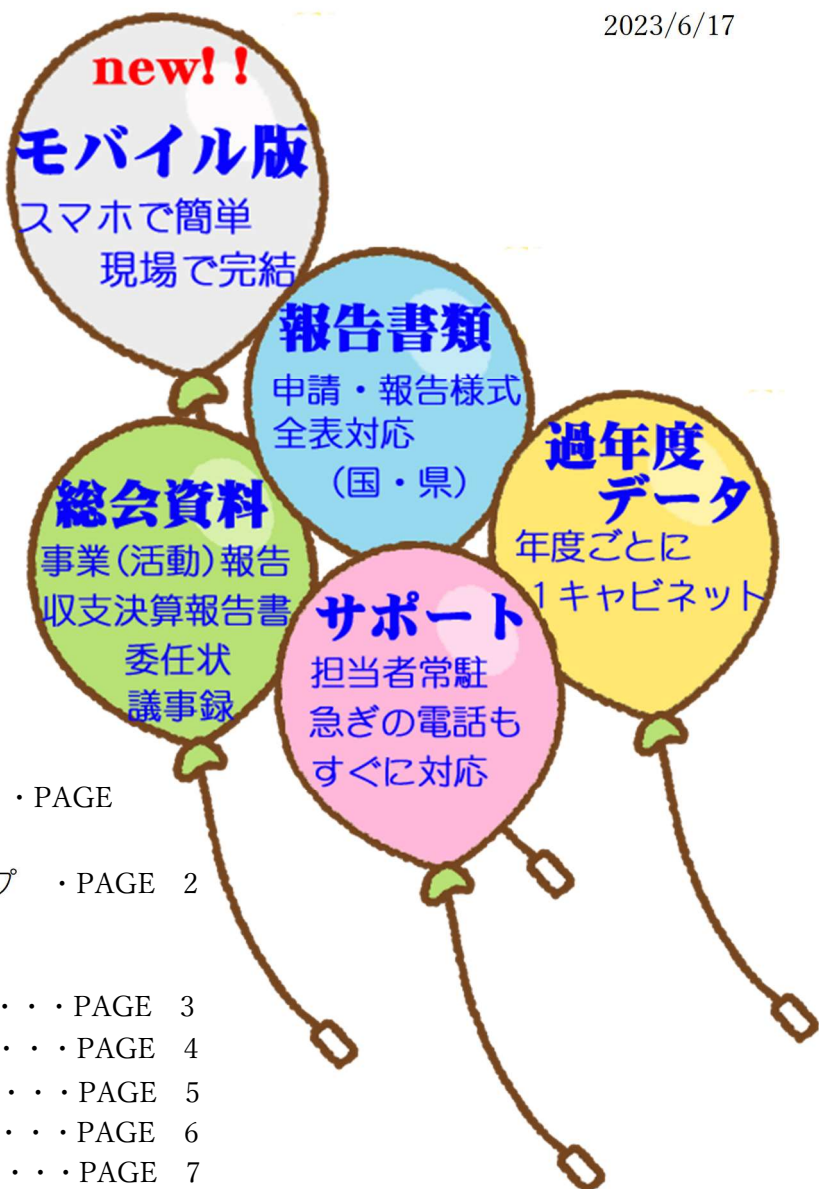 2023/6/17
new!!
モバイル版
スマホで簡単
現場で完結
報告書類
申請・報告様式
全表対応
(国・県)
過年度
データ
年度ごとに
1キャビネット
総会資料
事業(活動)報告
収支決算報告書
委任状
議事録
サポート
担当者常駐
急ぎの電話も
すぐに対応
・PAGE
プ ・PAGE 2
・・・PAGE 3
・・・PAGE 4
・・・PAGE 5
・・・PAGE 6
・・・PAGE 7